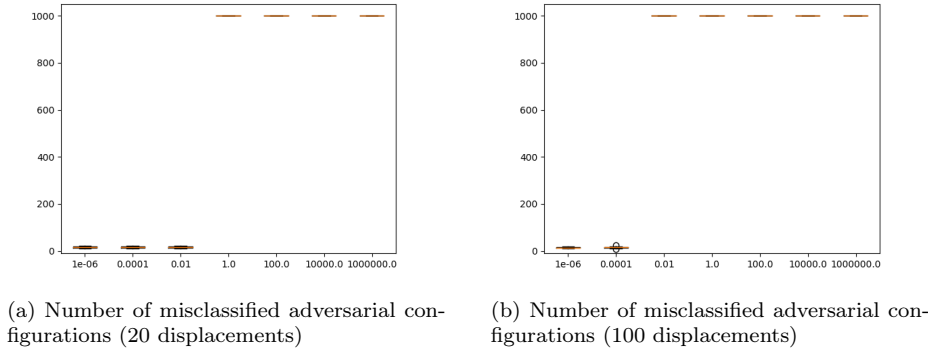 1000
800
600
400
200
0
1e-06 0.0001 0.01 1.0 100.0 10000.0 1000000.0
(a) Number of misclassified adversarial con-
figurations (20 displacements)
1000
800
600
400
200
0
1e-06 0.0001 0.01 1.0 100.0 10000.0 1000000.0
(b) Number of misclassified adversarial con-
figurations (100 displacements)